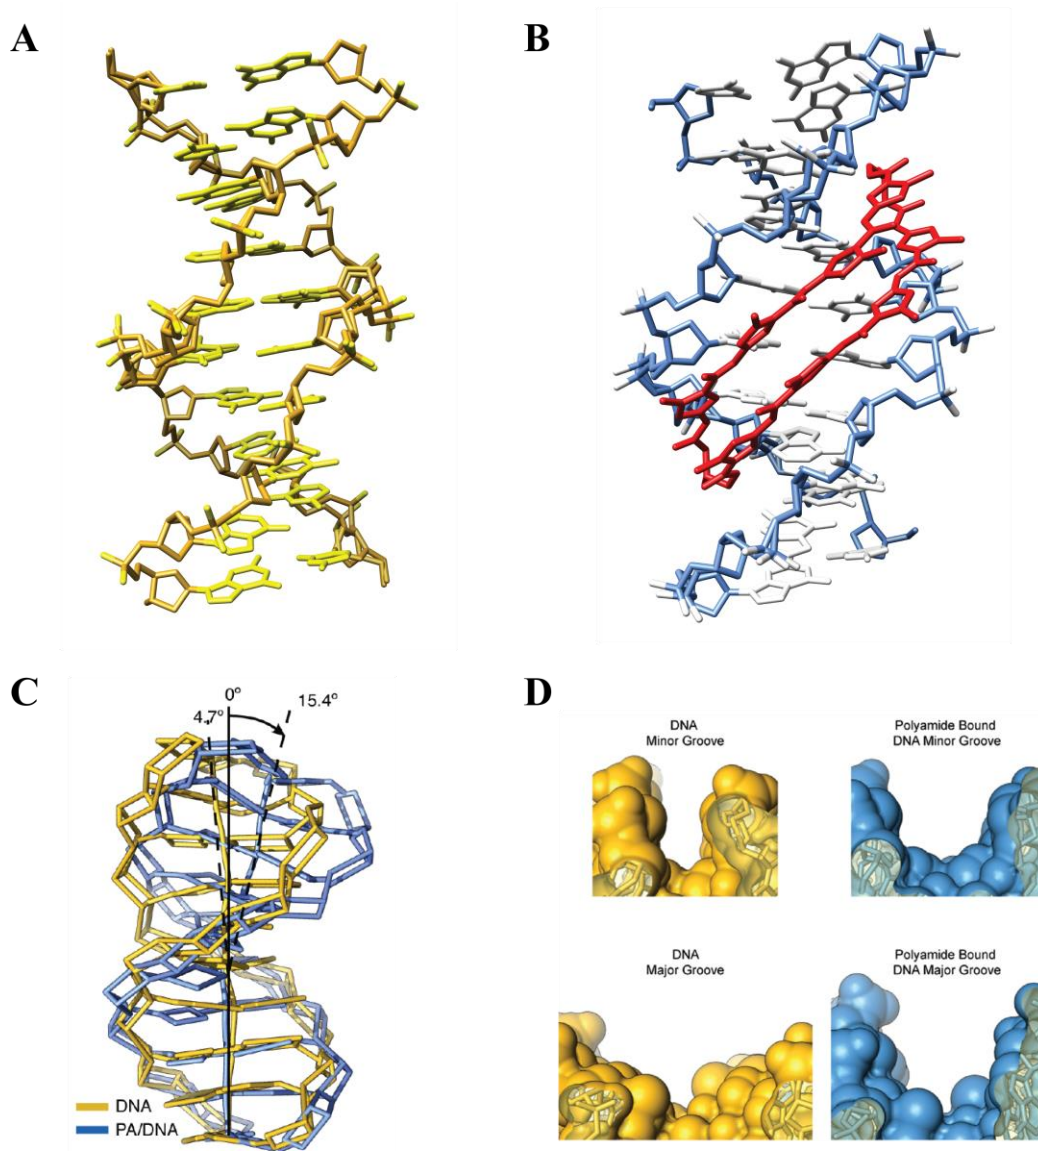 A
B
C
0°
4.7°
15.4°
DNA
PA/DNA
D
DNA
Minor Groove
Polyamide Bound
DNA Minor Groove
DNA
Major Groove
Polyamide Bound
DNA Major Groove